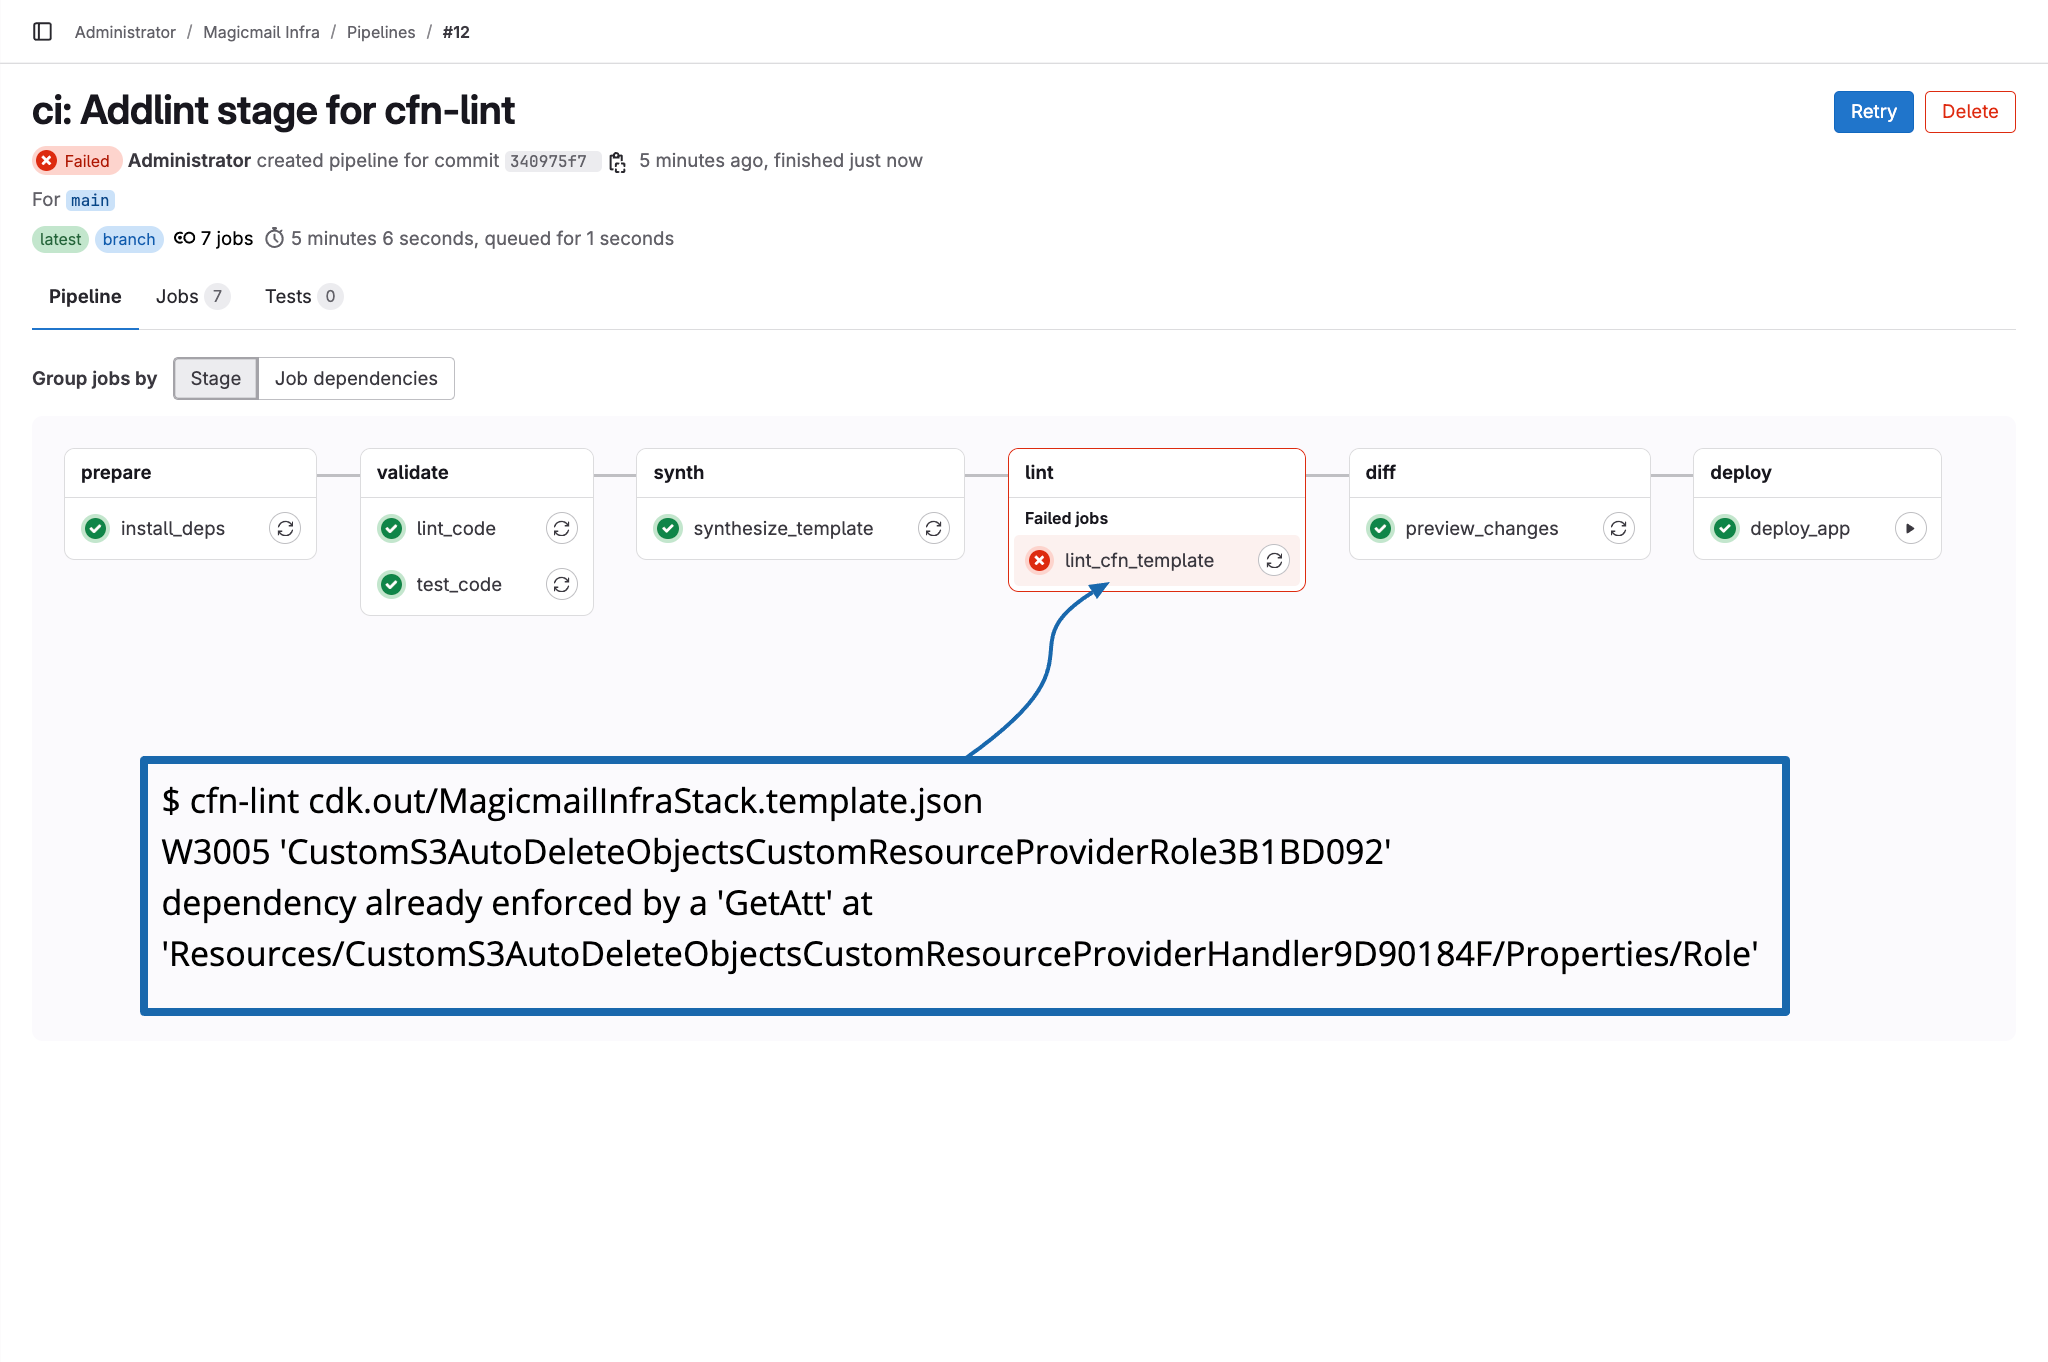 Administrator / Magicmail Infra / Pipelines / #12
ci: Addlint stage for cfn-lint
Retry
Delete
Failed Administrator created pipeline for commit 340975f7 5 minutes ago, finished just now
For main
latest branch 7 jobs 5 minutes 6 seconds, queued for 1 seconds
Pipeline Jobs 7 Tests 0
Group jobs by Stage Job dependencies
prepare
install_deps
validate
lint_code
test_code
synth
synthesize_template
lint
Failed jobs
lint_cfn_template
diff
preview_changes
deploy
deploy_app
$ cfn-lint cdk.out/MagicmailInfraStack.template.json
W3005 'CustomS3AutoDeleteObjectsCustomResourceProviderRole3B1BD092'
dependency already enforced by a 'GetAtt' at
'Resources/CustomS3AutoDeleteObjectsCustomResourceProviderHandler9D90184F/Properties/Role'